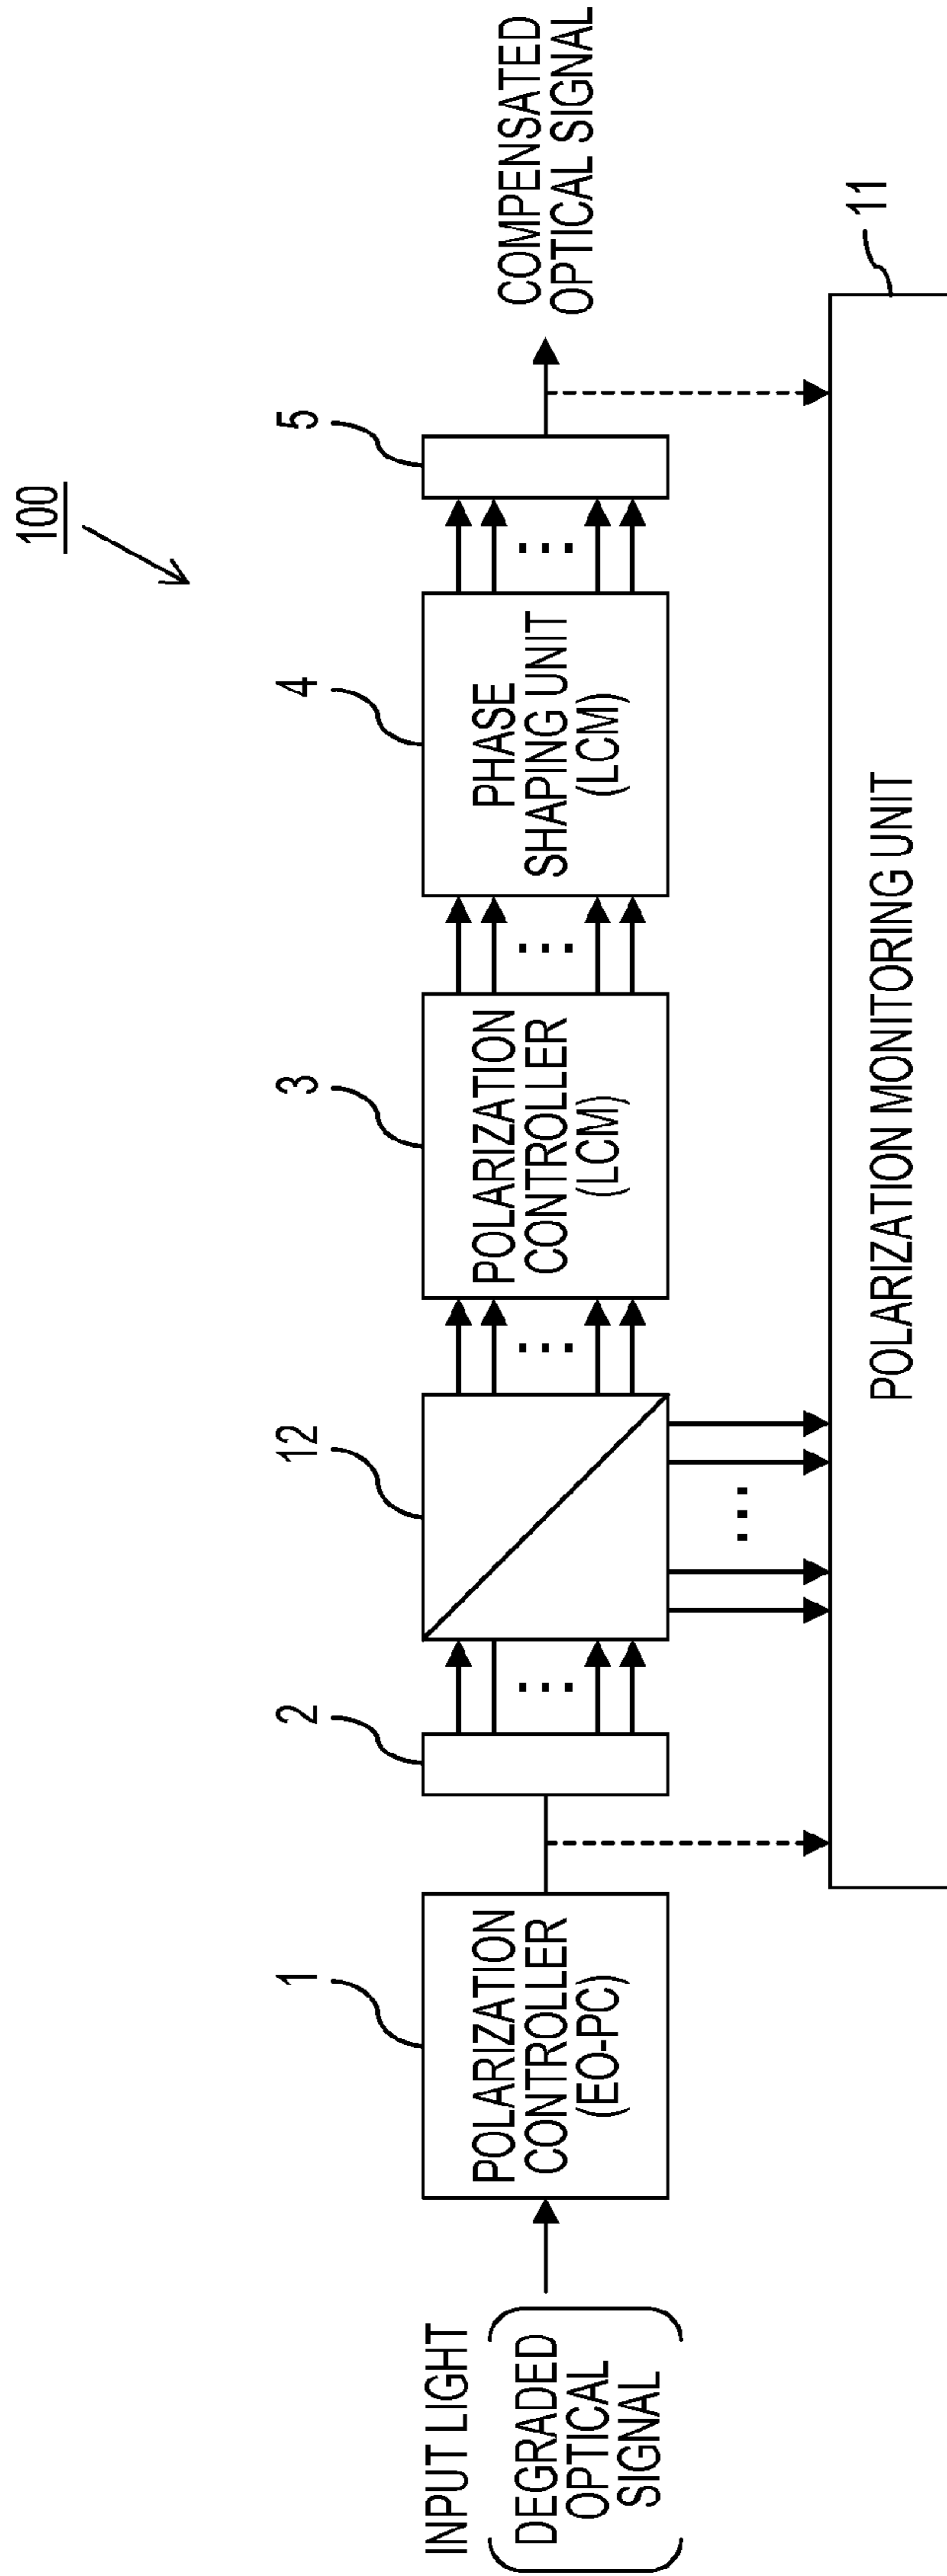 100
INPUT LIGHT
DEGRADED
OPTICAL
SIGNAL
1
POLARIZATION
CONTROLLER
(EO-PC)
2
12
3
POLARIZATION
CONTROLLER
(LCM)
4
PHASE
SHAPING UNIT
(LCM)
5
COMPENSATED
OPTICAL SIGNAL
11
POLARIZATION MONITORING UNIT